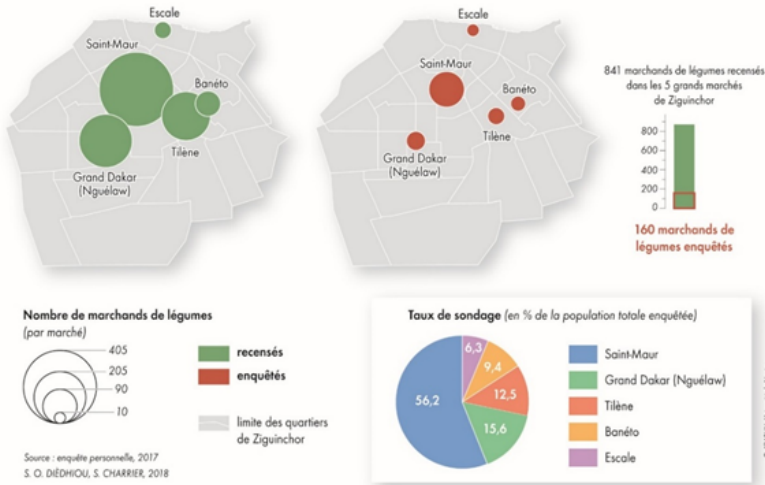 Escale
Saint-Maur
Banéto
Tilène
Grand Dakar
(Nguélaw)
Escale
Saint-Maur
Banéto
Tilène
Grand Dakar
(Nguélaw)
841 marchands de légumes recensés
dans les 5 grands marchés
de Ziguinchor
800
600
400
200
0
160 marchands de
légumes enquêtés
Nombre de marchands de légumes
(par marché)
405
205
90
10
recensés
enquêtés
limite des quartiers
de Ziguinchor
Source : enquête personnelle, 2017
S. O. DIÉDHIOU, S. CHARRIER, 2018
Taux de sondage (en % de la population totale enquêtée)
6,3
9,4
12,5
15,6
56,2
Saint-Maur
Grand Dakar (Nguélaw)
Tilène
Banéto
Escale